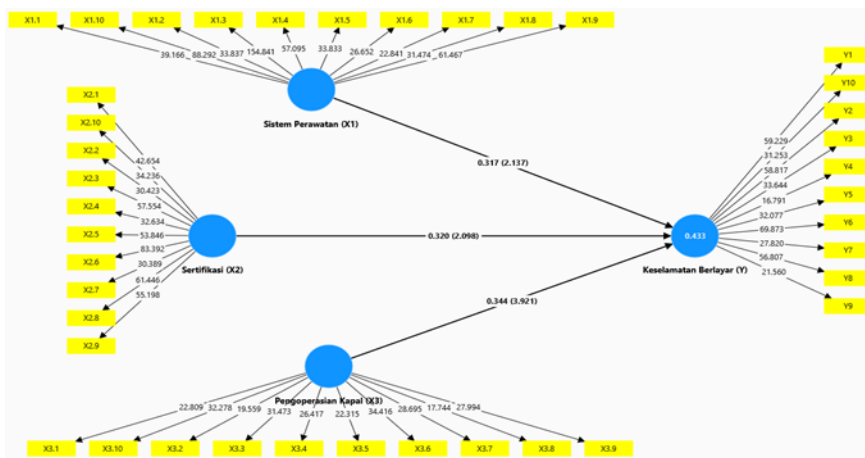 X1.1 X1.10 X1.2 X1.3 X1.4 X1.5 X1.6 X1.7 X1.8 X1.9
39.166 88.292 33.837 154.841 57.095 33.833 26.652 22.841 31.474 61.467
Sistem Perawatan (X1)
X2.1
X2.10
X2.2
X2.3
X2.4
X2.5
X2.6
X2.7
X2.8
X2.9
42.654
34.236
30.423
57.554
32.634
53.846
83.392
30.389
61.446
55.198
Sertifikasi (X2)
0.317 (2.137)
0.320 (2.098)
0.344 (3.921)
0.433
Keselamatan Berlayar (Y)
59.229
31.253
58.817
33.644
16.791
32.077
69.873
27.820
56.807
21.560
Y1
Y10
Y2
Y3
Y4
Y5
Y6
Y7
Y8
Y9
Pengoperasian Kapal (X3)
22.809 32.278 19.559 31.473 26.417 22.315 34.416 28.695 17.744 27.994
X3.1 X3.10 X3.2 X3.3 X3.4 X3.5 X3.6 X3.7 X3.8 X3.9